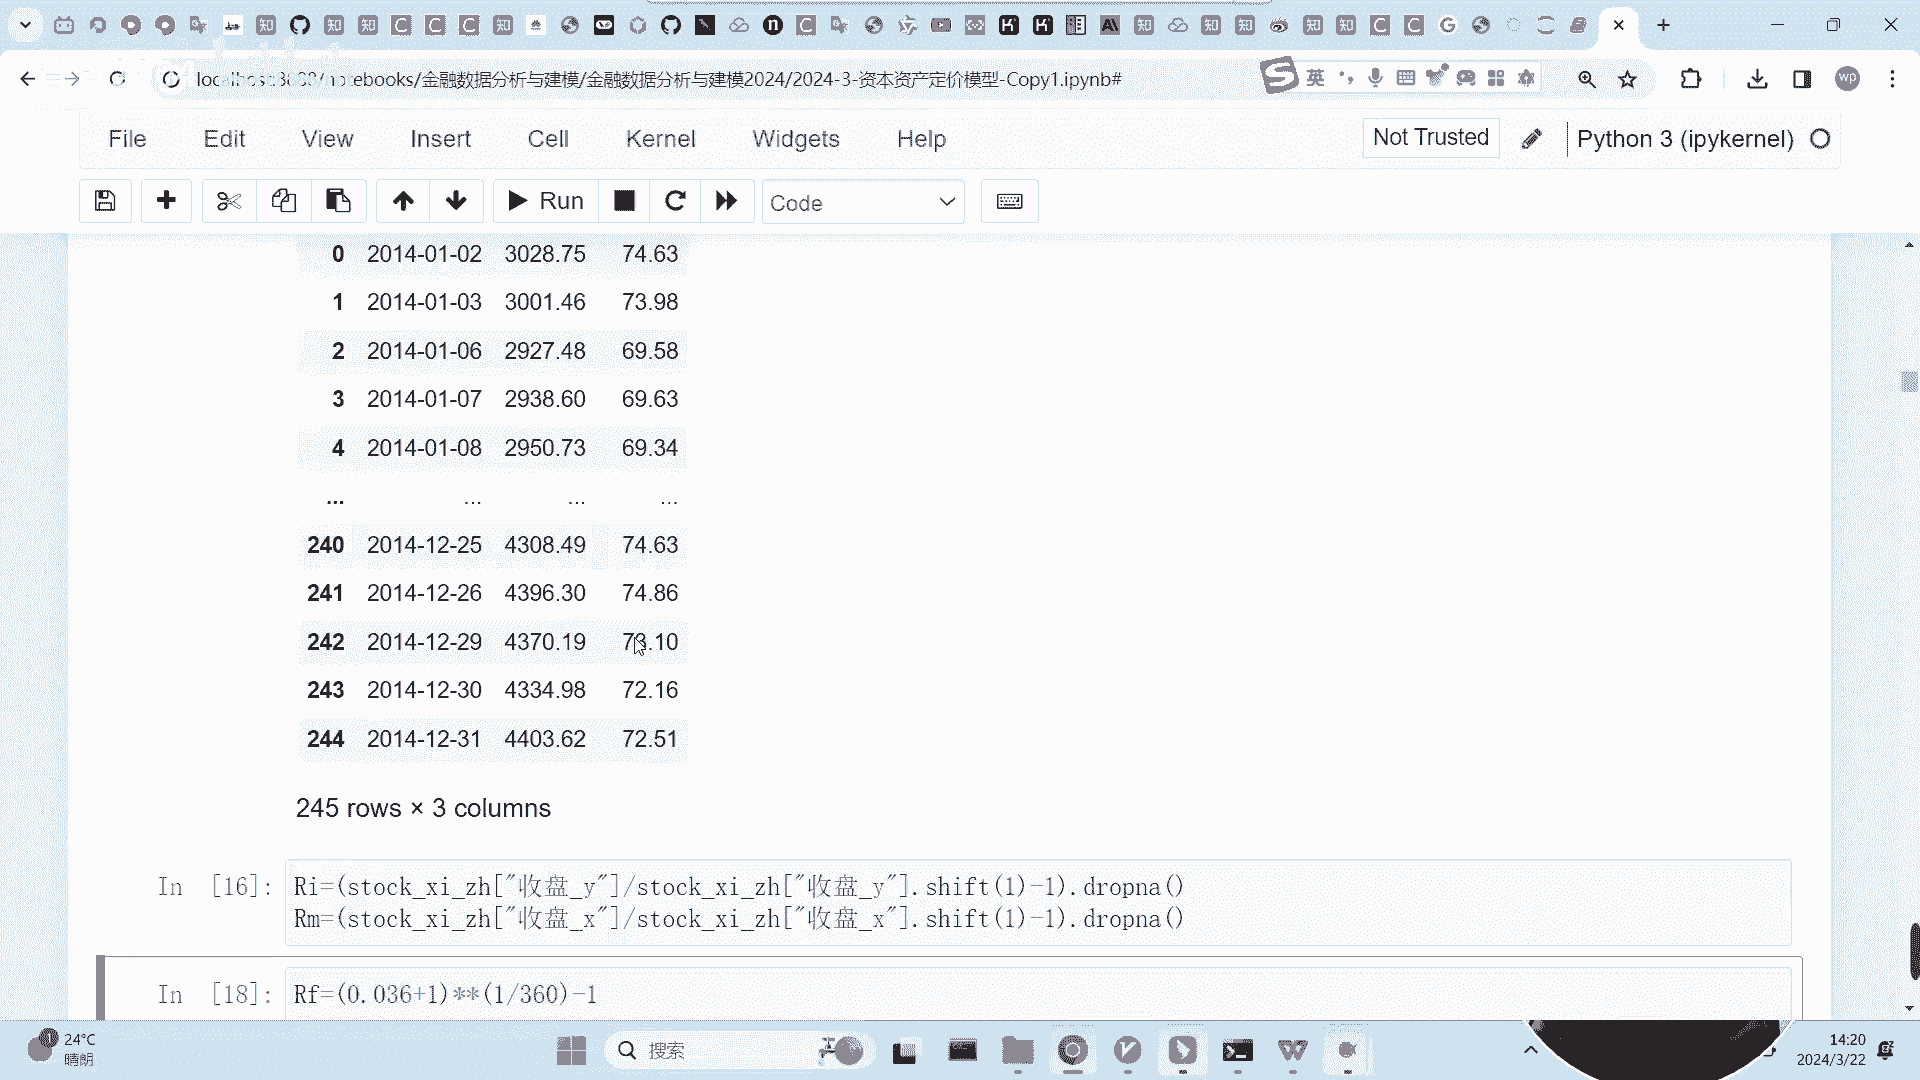 localhost:8888/notebooks/金融数据分析与建模/金融数据分析与建模2024/2024-3-资本资产定价模型-Copy1.ipynb#
英
wp
File Edit View Insert Cell Kernel Widgets Help
Not Trusted
Python 3 (ipykernel)
Run
Code
0 2014-01-02 3028.75 74.63
1 2014-01-03 3001.46 73.98
2 2014-01-06 2927.48 69.58
3 2014-01-07 2938.60 69.63
4 2014-01-08 2950.73 69.34
... ... ... ...
240 2014-12-25 4308.49 74.63
241 2014-12-26 4396.30 74.86
242 2014-12-29 4370.19 73.10
243 2014-12-30 4334.98 72.16
244 2014-12-31 4403.62 72.51
245 rows × 3 columns
In [16]: Ri=(stock_xi_zh["收盘_y"]/stock_xi_zh["收盘_y"].shift(1)-1).dropna()
Rm=(stock_xi_zh["收盘_x"]/stock_xi_zh["收盘_x"].shift(1)-1).dropna()
In [18]: Rf=(0.036+1)**(1/360)-1
24°C
晴朗
搜索
14:20
2024/3/22